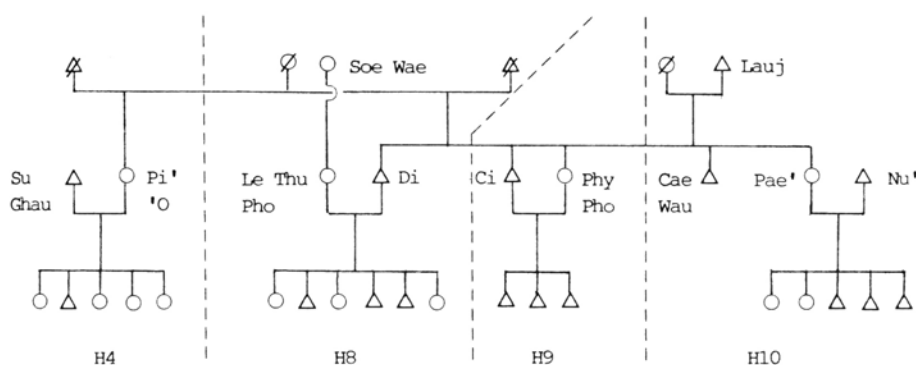 Soe Wae
Lauj
Su Ghau
Pi' 'O
Le Thu Pho
Di
Ci
Phy Pho
Cae Wau
Pae'
Nu'
H4
H8
H9
H10